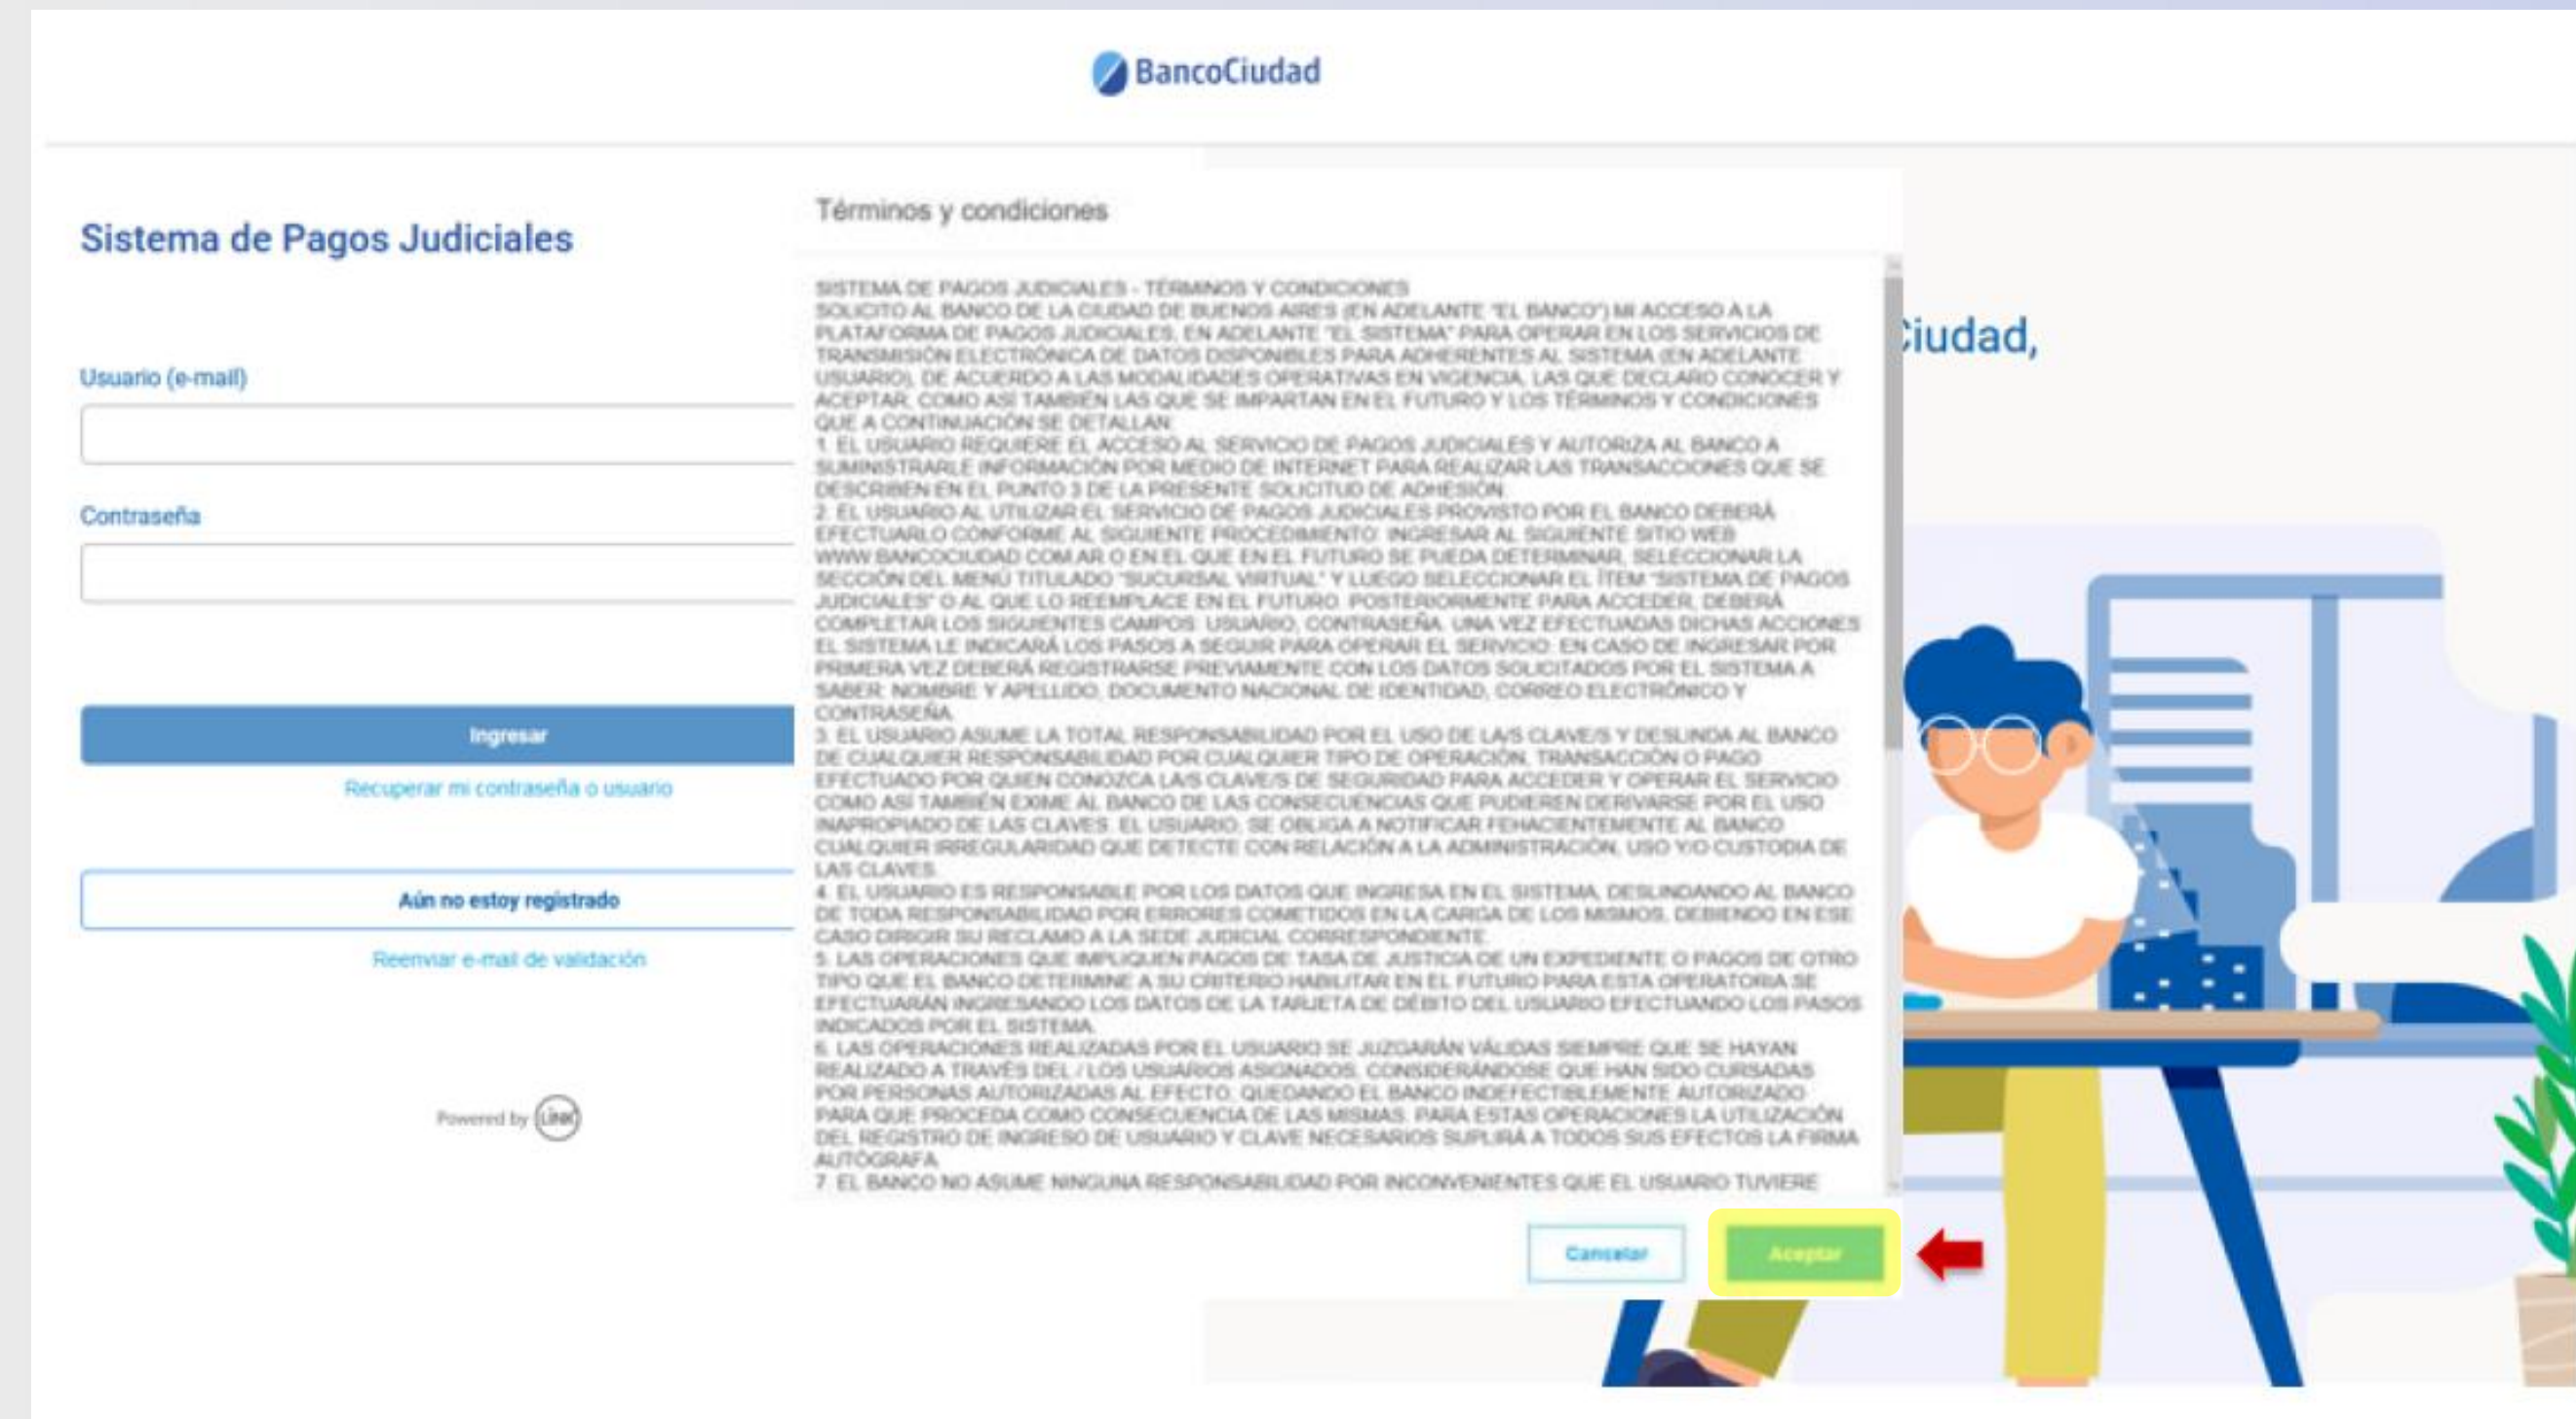 BancoCiudad
Sistema de Pagos Judiciales
Usuario (e-mail)
Contraseña
Ingresar
Recuperar mi contraseña o usuario
Aún no estoy registrado
Reenviar e-mail de validación
Powered by LINK
Términos y condiciones
SISTEMA DE PAGOS JUDICIALES - TÉRMINOS Y CONDICIONES
SOLICITO AL BANCO DE LA CIUDAD DE BUENOS AIRES (EN ADELANTE "EL BANCO") MI ACCESO A LA
PLATAFORMA DE PAGOS JUDICIALES, EN ADELANTE "EL SISTEMA" PARA OPERAR EN LOS SERVICIOS DE
TRANSMISIÓN ELECTRÓNICA DE DATOS DISPONIBLES PARA ADHERENTES AL SISTEMA (EN ADELANTE
USUARIO), DE ACUERDO A LAS MODALIDADES OPERATIVAS EN VIGENCIA, LAS QUE DECLARO CONOCER Y
ACEPTAR, COMO ASÍ TAMBIÉN LAS QUE SE IMPARTAN EN EL FUTURO Y LOS TÉRMINOS Y CONDICIONES
QUE A CONTINUACIÓN SE DETALLAN:
1. EL USUARIO REQUIERE EL ACCESO AL SERVICIO DE PAGOS JUDICIALES Y AUTORIZA AL BANCO A
SUMINISTRARLE INFORMACIÓN POR MEDIO DE INTERNET PARA REALIZAR LAS TRANSACCIONES QUE SE
DESCRIBEN EN EL PUNTO 3 DE LA PRESENTE SOLICITUD DE ADHESIÓN.
2. EL USUARIO AL UTILIZAR EL SERVICIO DE PAGOS JUDICIALES PROVISTO POR EL BANCO DEBERÁ
EFECTUARLO CONFORME AL SIGUIENTE PROCEDIMIENTO: INGRESAR AL SIGUIENTE SITIO WEB
WWW.BANCOCIUDAD.COM.AR O EN EL QUE EN EL FUTURO SE PUEDA DETERMINAR, SELECCIONAR LA
SECCIÓN DEL MENÚ TITULADO "SUCURSAL VIRTUAL" Y LUEGO SELECCIONAR EL ÍTEM "SISTEMA DE PAGOS
JUDICIALES" O AL QUE LO REEMPLACE EN EL FUTURO. POSTERIORMENTE PARA ACCEDER, DEBERÁ
COMPLETAR LOS SIGUIENTES CAMPOS: USUARIO, CONTRASEÑA. UNA VEZ EFECTUADAS DICHAS ACCIONES
EL SISTEMA LE INDICARÁ LOS PASOS A SEGUIR PARA OPERAR EL SERVICIO. EN CASO DE INGRESAR POR
PRIMERA VEZ DEBERÁ REGISTRARSE PREVIAMENTE CON LOS DATOS SOLICITADOS POR EL SISTEMA A
SABER: NOMBRE Y APELLIDO, DOCUMENTO NACIONAL DE IDENTIDAD, CORREO ELECTRÓNICO Y
CONTRASEÑA.
3. EL USUARIO ASUME LA TOTAL RESPONSABILIDAD POR EL USO DE LA/S CLAVE/S Y DESLINDA AL BANCO
DE CUALQUIER RESPONSABILIDAD POR CUALQUIER TIPO DE OPERACIÓN, TRANSACCIÓN O PAGO
EFECTUADO POR QUIEN CONOZCA LA/S CLAVE/S DE SEGURIDAD PARA ACCEDER Y OPERAR EL SERVICIO
COMO ASÍ TAMBIÉN EXIME AL BANCO DE LAS CONSECUENCIAS QUE PUDIEREN DERIVARSE POR EL USO
INAPROPIADO DE LAS CLAVES. EL USUARIO, SE OBLIGA A NOTIFICAR FEHACIENTEMENTE AL BANCO
CUALQUIER IRREGULARIDAD QUE DETECTE CON RELACIÓN A LA ADMINISTRACIÓN, USO Y/O CUSTODIA DE
LAS CLAVES.
4. EL USUARIO ES RESPONSABLE POR LOS DATOS QUE INGRESA EN EL SISTEMA, DESLINDANDO AL BANCO
DE TODA RESPONSABILIDAD POR ERRORES COMETIDOS EN LA CARGA DE LOS MISMOS, DEBIENDO EN ESE
CASO DIRIGIR SU RECLAMO A LA SEDE JUDICIAL CORRESPONDIENTE.
5. LAS OPERACIONES QUE IMPLIQUEN PAGOS DE TASA DE JUSTICIA DE UN EXPEDIENTE O PAGOS DE OTRO
TIPO QUE EL BANCO DETERMINE A SU CRITERIO HABILITAR EN EL FUTURO PARA ESTA OPERATORIA SE
EFECTUARÁN INGRESANDO LOS DATOS DE LA TARJETA DE DÉBITO DEL USUARIO EFECTUANDO LOS PASOS
INDICADOS POR EL SISTEMA.
6. LAS OPERACIONES REALIZADAS POR EL USUARIO SE JUZGARÁN VÁLIDAS SIEMPRE QUE SE HAYAN
REALIZADO A TRAVÉS DEL / LOS USUARIOS ASIGNADOS, CONSIDERÁNDOSE QUE HAN SIDO CURSADAS
POR PERSONAS AUTORIZADAS AL EFECTO, QUEDANDO EL BANCO INDEFECTIBLEMENTE AUTORIZADO
PARA QUE PROCEDA COMO CONSECUENCIA DE LAS MISMAS. PARA ESTAS OPERACIONES LA UTILIZACIÓN
DEL REGISTRO DE INGRESO DE USUARIO Y CLAVE NECESARIOS SUPLIRÁ A TODOS SUS EFECTOS LA FIRMA
AUTÓGRAFA.
7. EL BANCO NO ASUME NINGUNA RESPONSABILIDAD POR INCONVENIENTES QUE EL USUARIO TUVIERE
Cancelar
Aceptar
Ciudad,